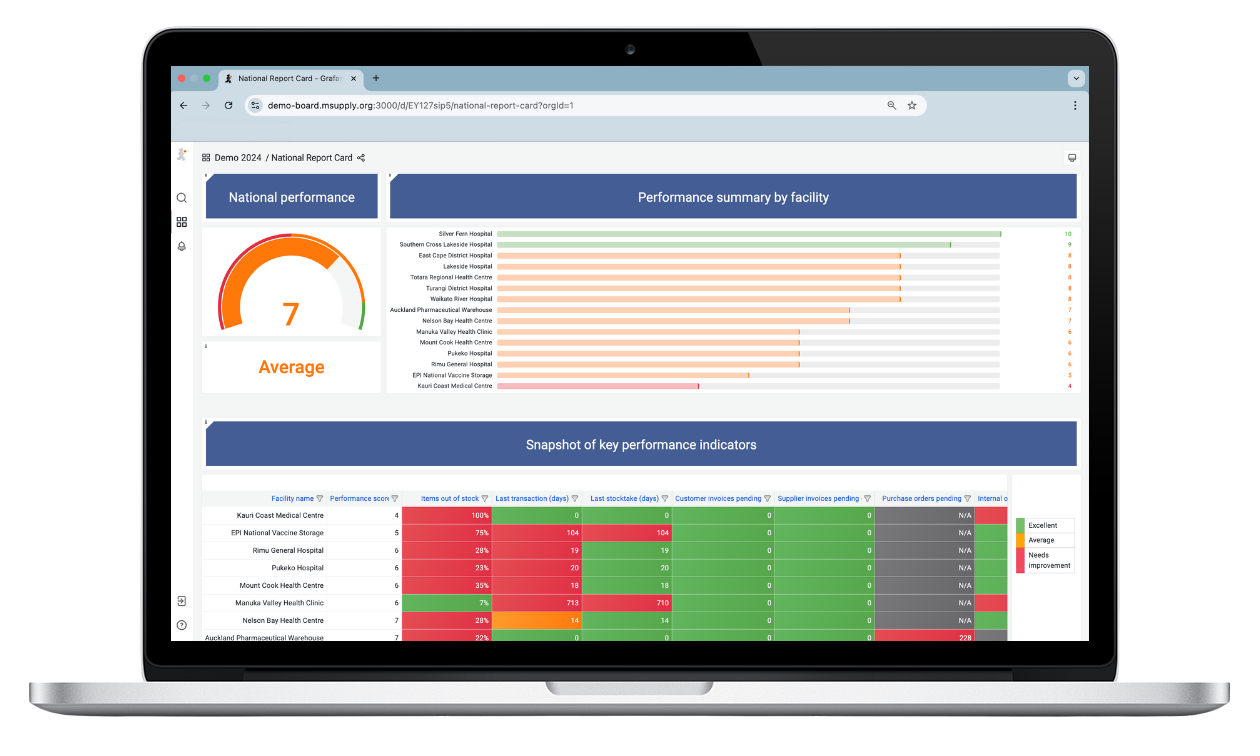 National Report Card - Grafan
demo-board.msupply.org:3000/d/EY127sip5/national-report-card?orgId=1
Demo 2024 / National Report Card
National performance
Performance summary by facility
7
Average
Silver Fern Hospital 10
Southern Cross Lakeside Hospital 9
East Cape District Hospital 8
Lakeside Hospital 8
Totara Regional Health Centre 8
Turangi District Hospital 8
Waikato River Hospital 8
Auckland Pharmaceutical Warehouse 7
Nelson Bay Health Centre 7
Manuka Valley Health Clinic 6
Mount Cook Health Centre 6
Pukeko Hospital 6
Rimu General Hospital 6
EPI National Vaccine Storage 5
Kauri Coast Medical Centre 4
Snapshot of key performance indicators
Facility name Performance score Items out of stock Last transaction (days) Last stocktake (days) Customer invoices pending Supplier invoices pending Purchase orders pending Internal o
Kauri Coast Medical Centre 4 100% 0 0 0 0 N/A
EPI National Vaccine Storage 5 75% 104 104 0 0 N/A
Rimu General Hospital 6 28% 19 19 0 0 N/A
Pukeko Hospital 6 23% 20 20 0 0 N/A
Mount Cook Health Centre 6 35% 18 18 0 0 N/A
Manuka Valley Health Clinic 6 7% 713 710 0 0 N/A
Nelson Bay Health Centre 7 28% 14 14 0 0 N/A
Auckland Pharmaceutical Warehouse 7 22% 0 0 0 0 228
Excellent
Average
Needs
improvement